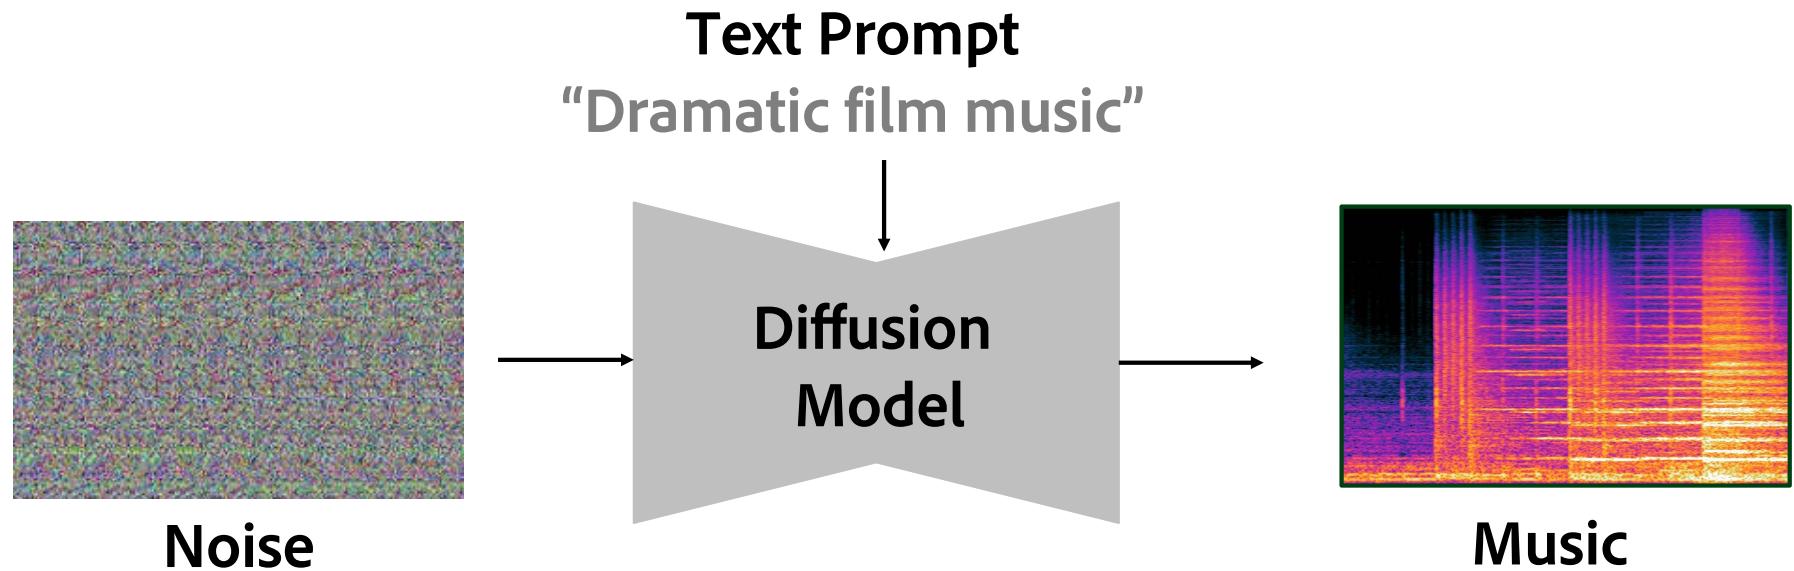 Text Prompt
“Dramatic film music”
Diffusion
Model
Noise
Music